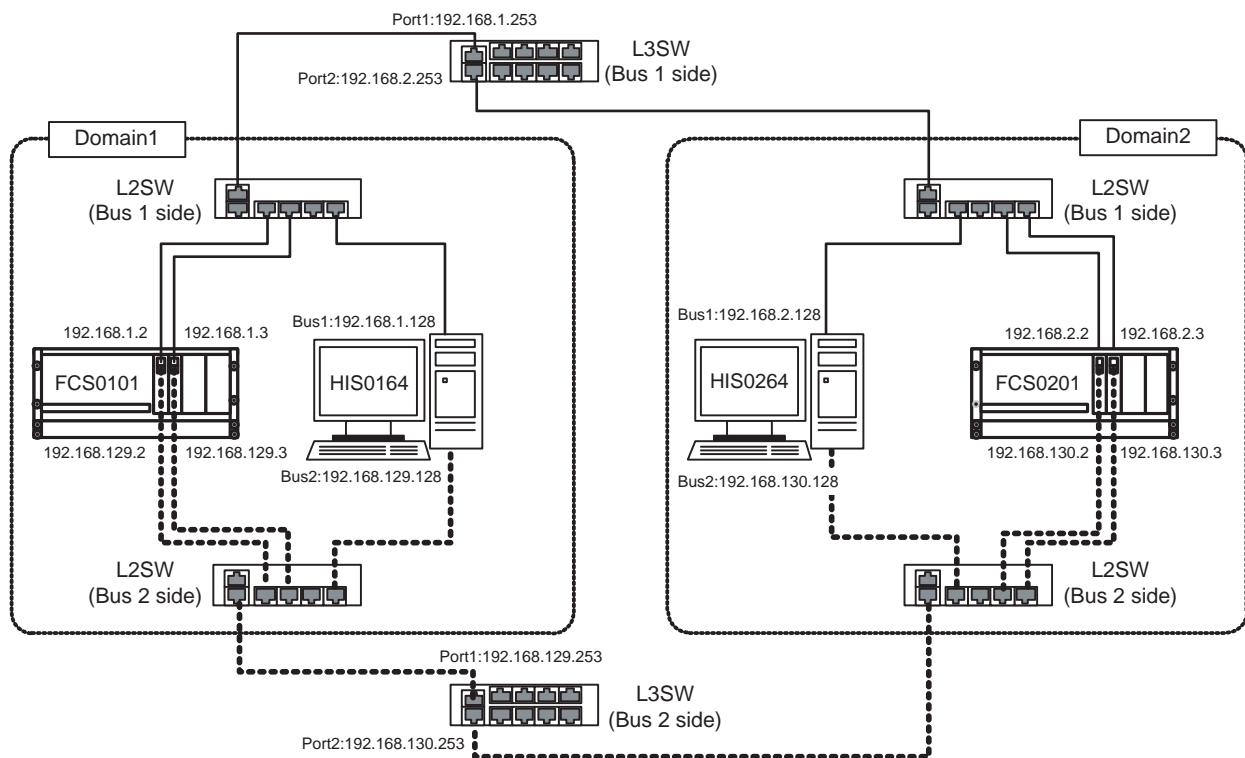 Port1:192.168.1.253
L3SW
(Bus 1 side)
Port2:192.168.2.253
Domain1
Domain2
L2SW
(Bus 1 side)
L2SW
(Bus 1 side)
192.168.1.2
192.168.1.3
Bus1:192.168.1.128
FCS0101
HIS0164
192.168.129.2
192.168.129.3
Bus2:192.168.129.128
Bus1:192.168.2.128
192.168.2.2
192.168.2.3
HIS0264
FCS0201
192.168.130.2
192.168.130.3
Bus2:192.168.130.128
L2SW
(Bus 2 side)
L2SW
(Bus 2 side)
Port1:192.168.129.253
L3SW
(Bus 2 side)
Port2:192.168.130.253